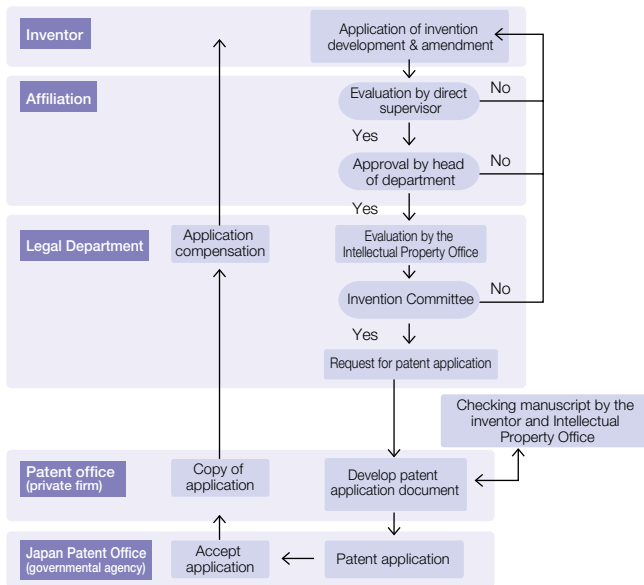 Inventor
Application of invention
development & amendment
Affiliation
Evaluation by direct
supervisor
No
Yes
Approval by head
of department
No
Yes
Legal Department
Application
compensation
Evaluation by the
Intellectual Property Office
Invention Committee
No
Yes
Request for patent application
Checking manuscript by the
inventor and Intellectual
Property Office
Patent office
(private firm)
Copy of
application
Develop patent
application document
Japan Patent Office
(governmental agency)
Accept
application
Patent application